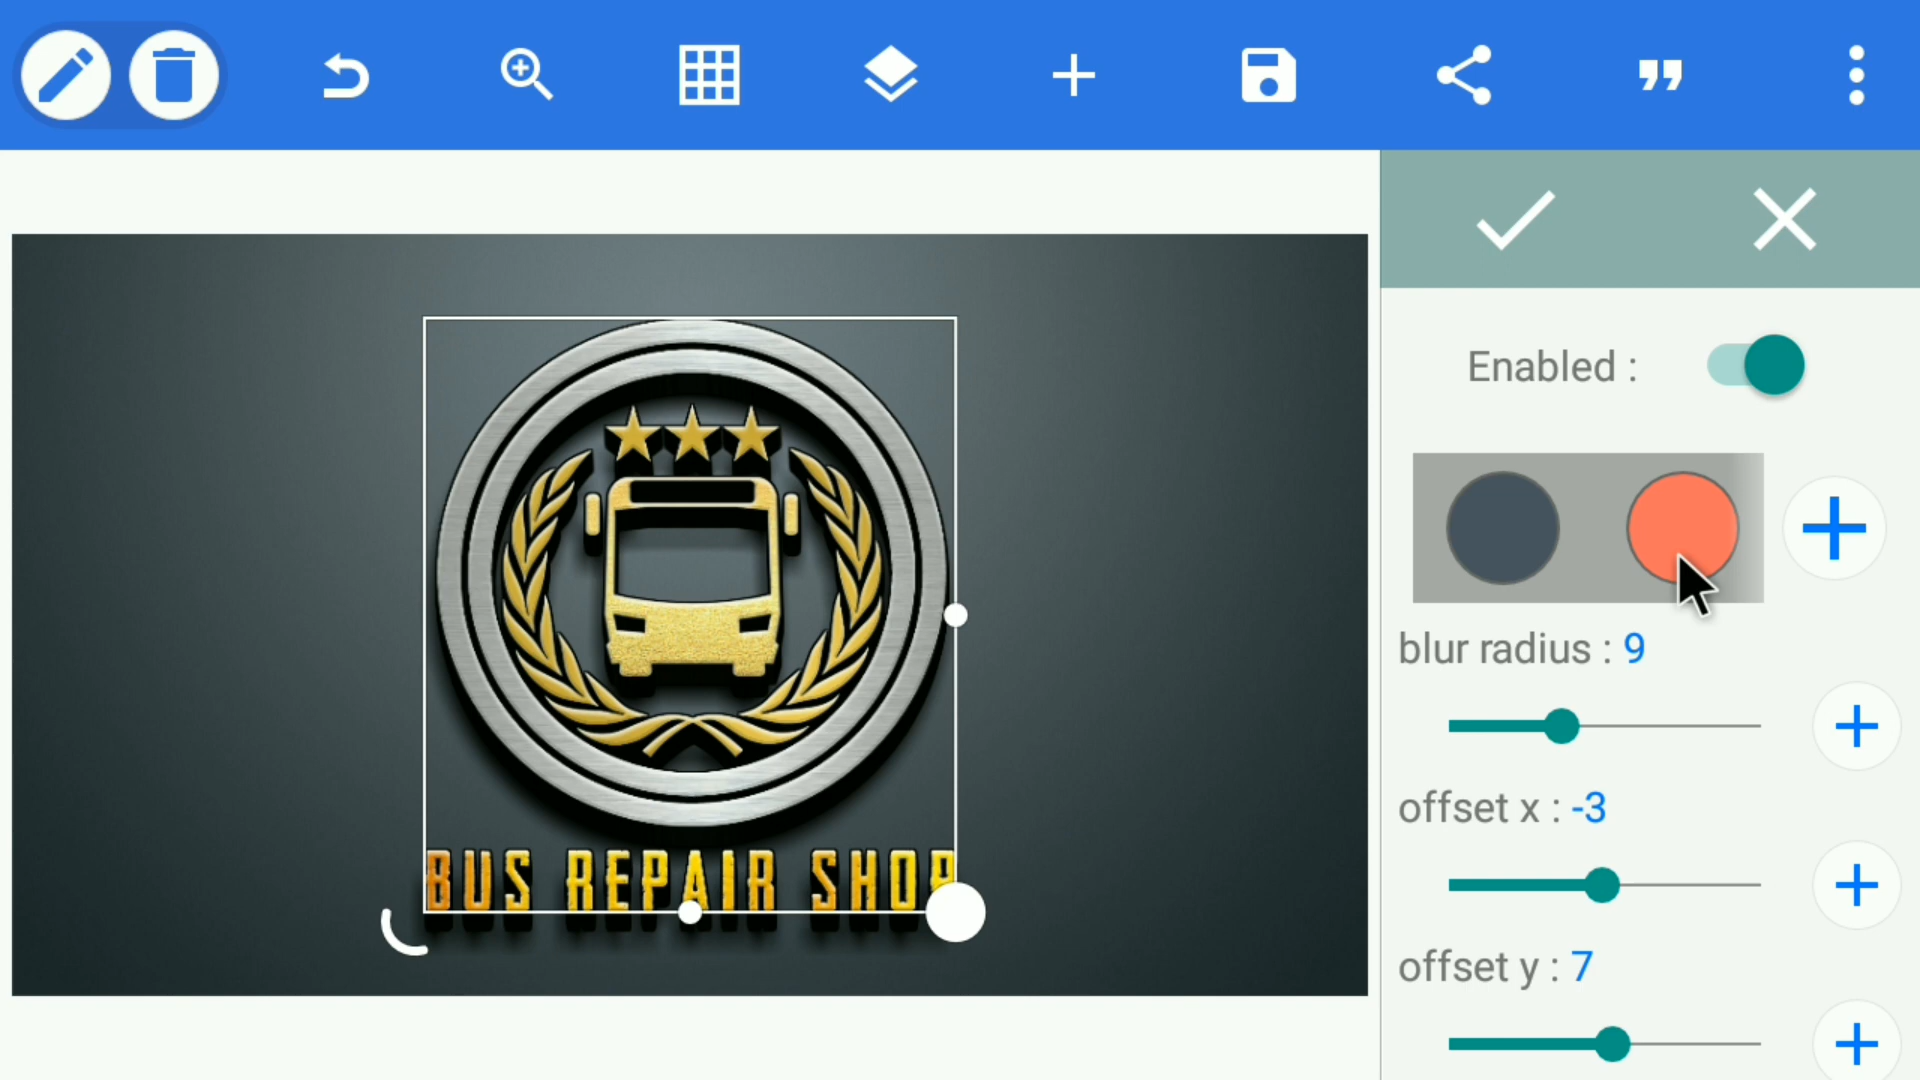 Enabled :
blur radius : 9
offset x : -3
offset y : 7
BUS REPAIR SHOP